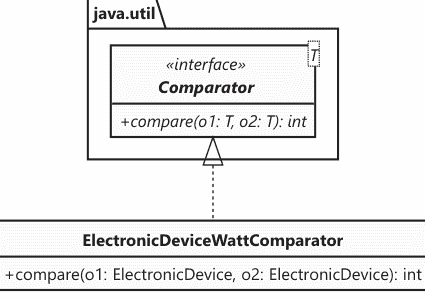 java.util
T
«interface»
Comparator
+compare(o1: T, o2: T): int
ElectronicDeviceWattComparator
+compare(o1: ElectronicDevice, o2: ElectronicDevice): int